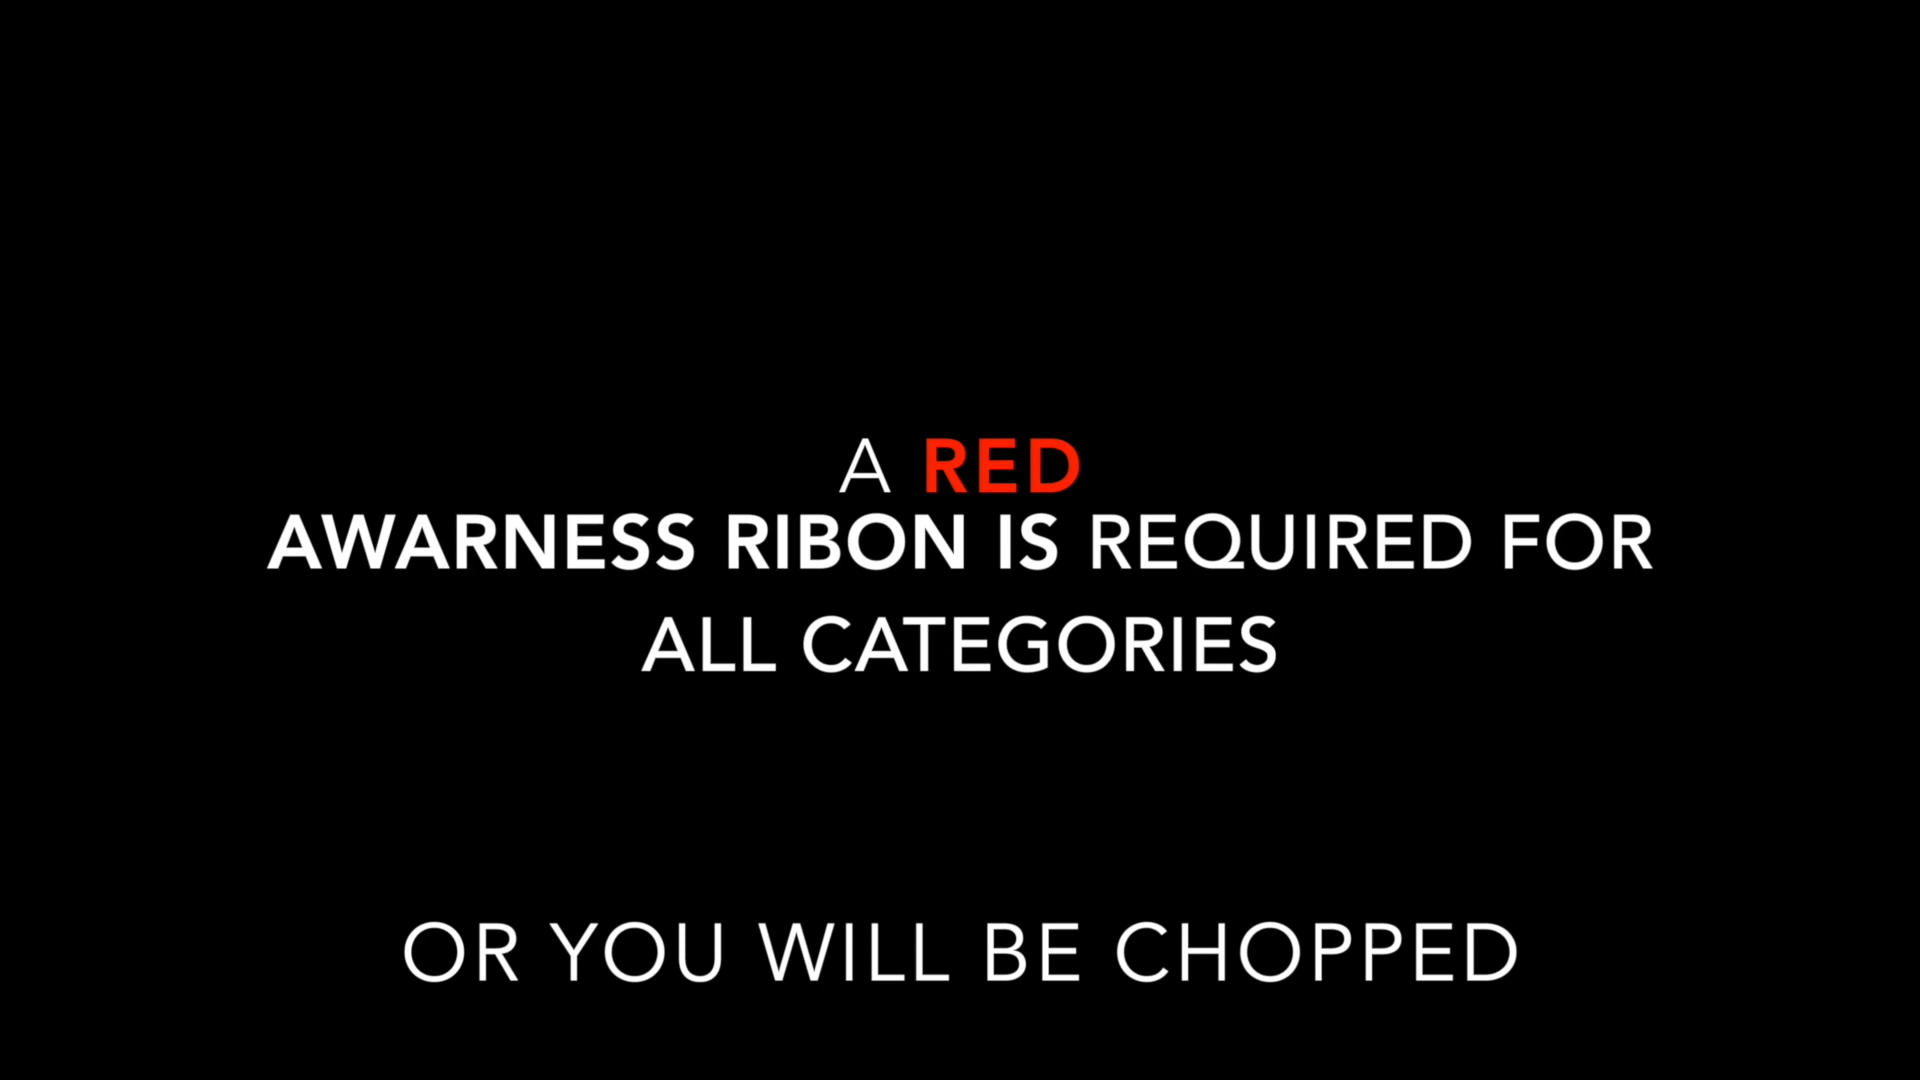 A RED
AWARNESS RIBON IS REQUIRED FOR
ALL CATEGORIES
OR YOU WILL BE CHOPPED